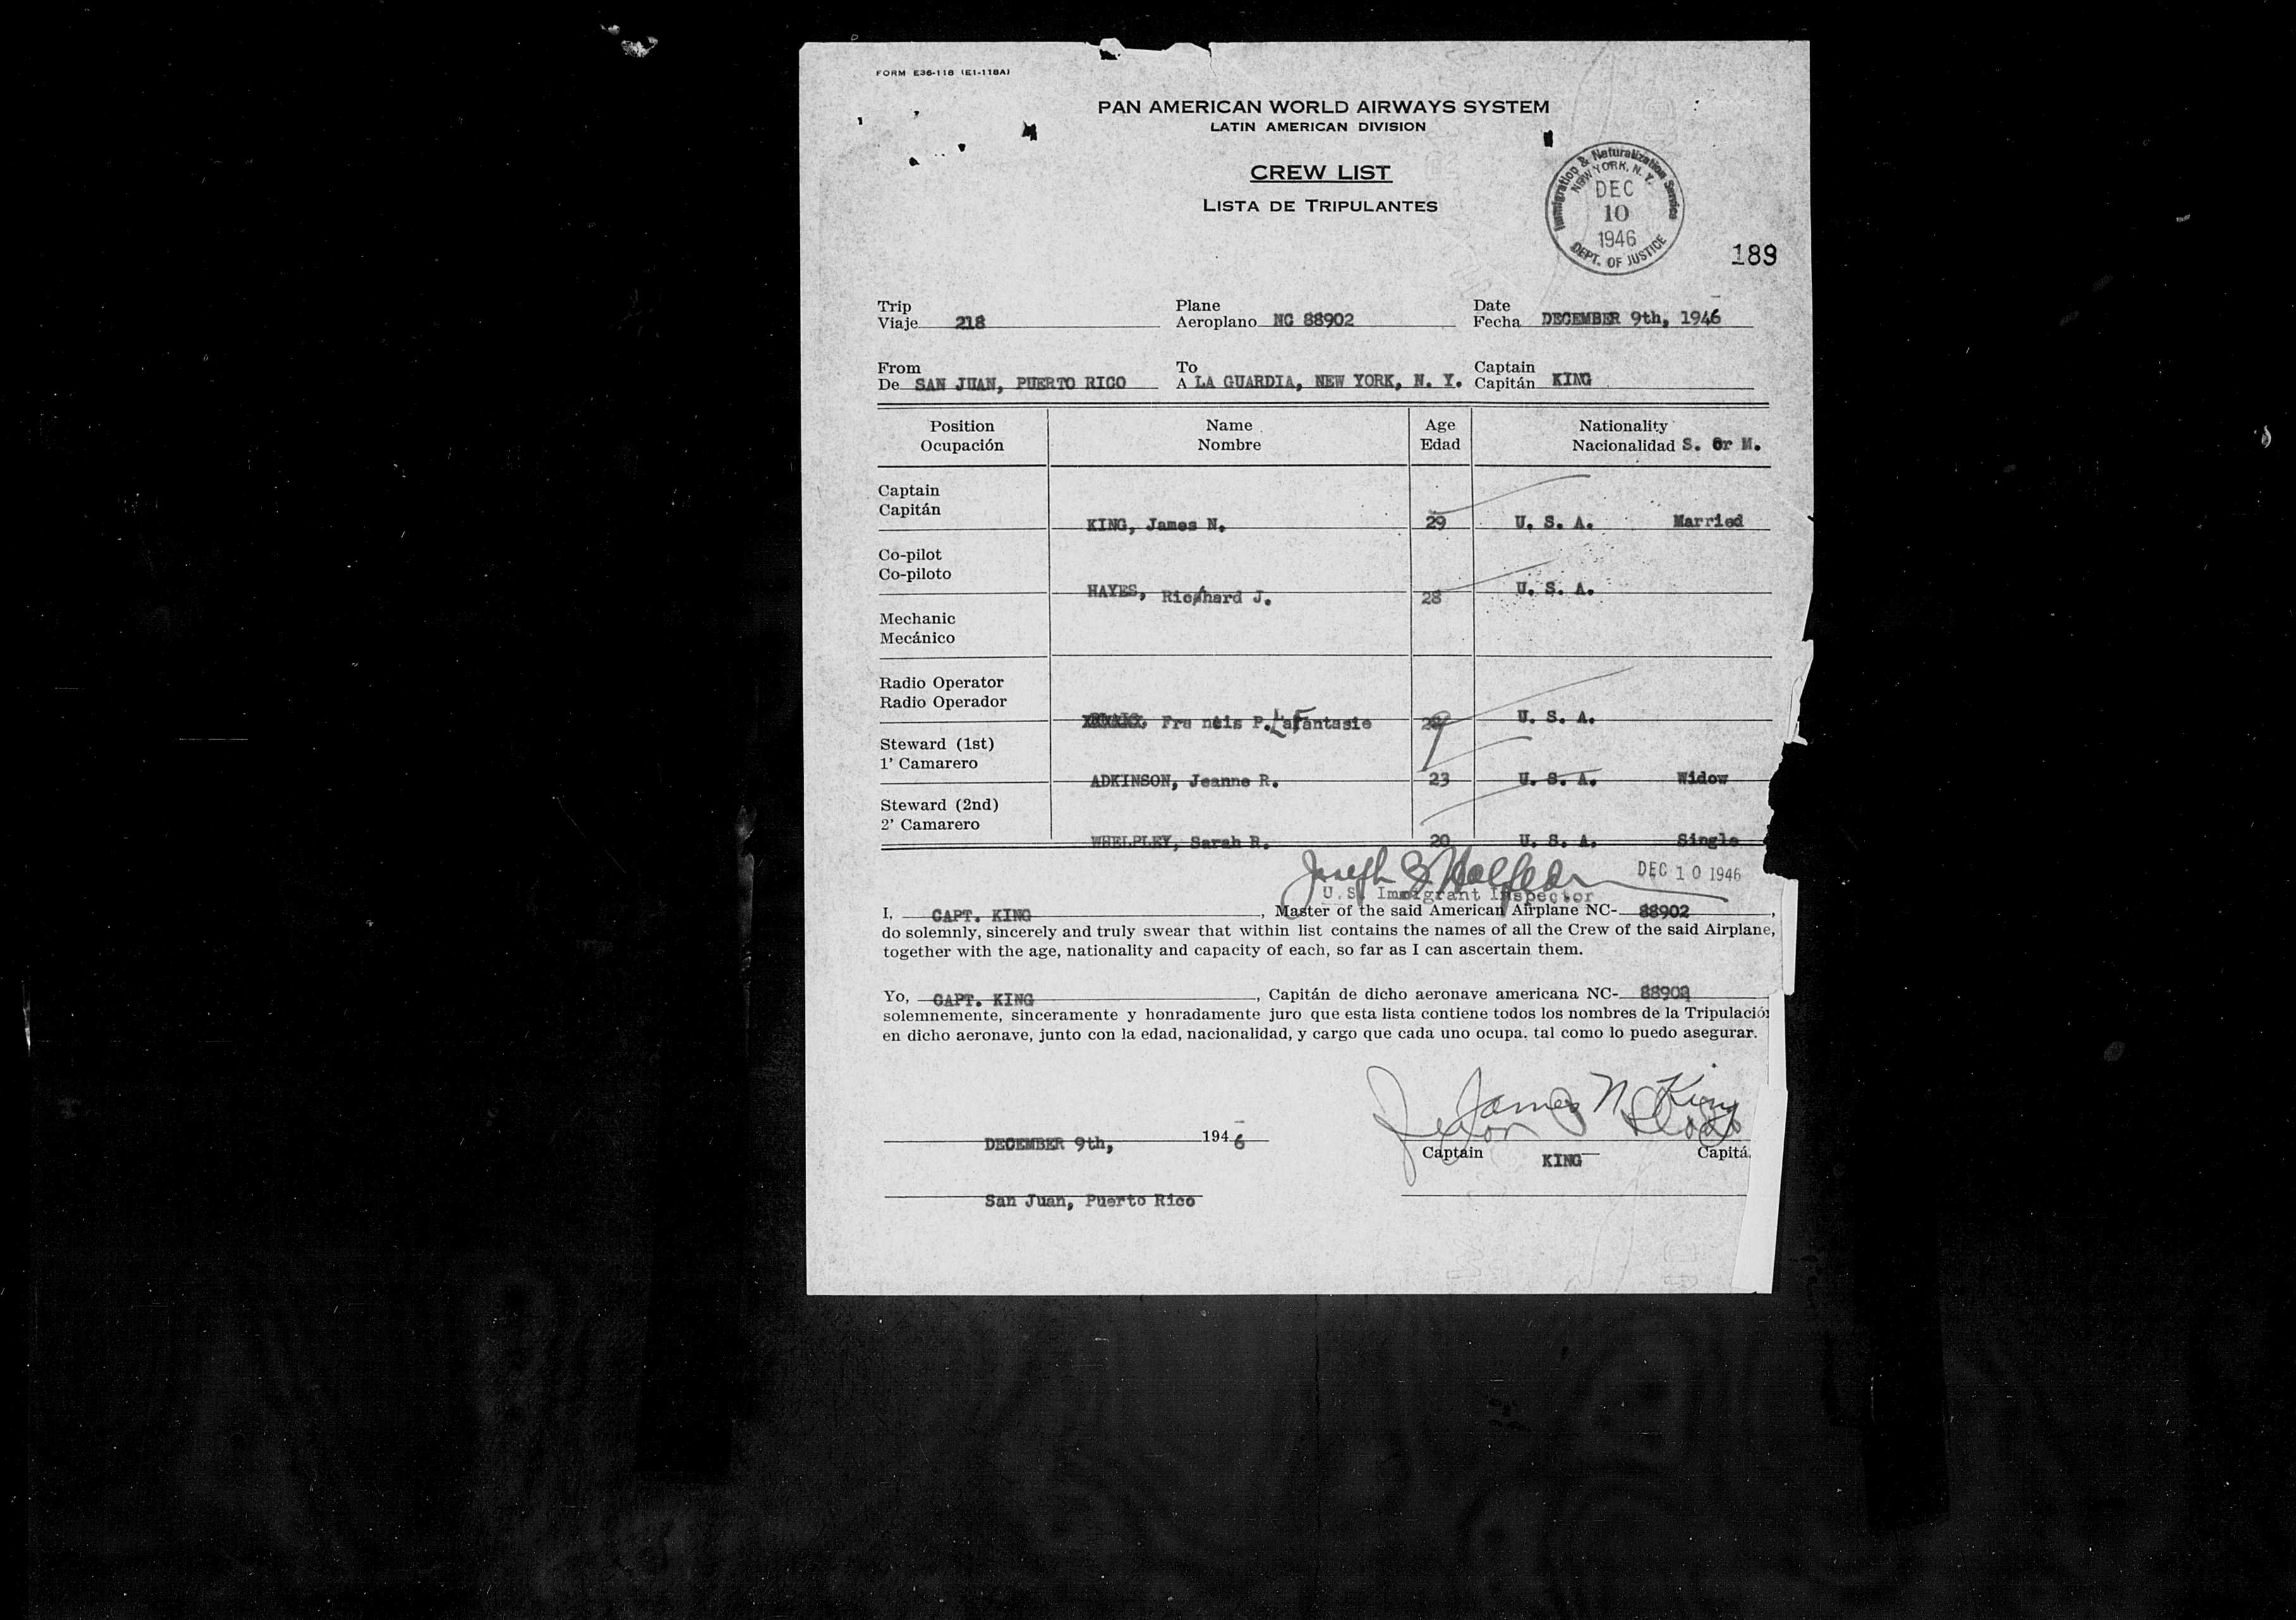 FORM E36-118 (E1-118A)
PAN AMERICAN WORLD AIRWAYS SYSTEM
LATIN AMERICAN DIVISION
CREW LIST
LISTA DE TRIPULANTES
Immigration & Naturalization Service
NEW YORK, N. Y.
DEC
10
1946
DEPT. OF JUSTICE
189
Trip Plane Date
Viaje 218 Aeroplano NC 88902 Fecha DECEMBER 9th, 1946
From To Captain
De SAN JUAN, PUERTO RICO A LA GUARDIA, NEW YORK, N. Y. Capitán KING
Position Name Age Nationality
Ocupación Nombre Edad Nacionalidad S. Or M.
Captain
Capitán
KING, James N. 29 U. S. A. Married
Co-pilot
Co-piloto
HAYES, Richard J. 28 U. S. A.
Mechanic
Mecánico
Radio Operator
Radio Operador
Francis P. LaFantasie U. S. A.
Steward (1st)
1' Camarero
ADKINSON, Jeanne R. 23 U. S. A. Widow
Steward (2nd)
2' Camarero
WHELPLEY, Sarah R. 20 U. S. A. Single
Joseph DEC 10 1946
U. S. Immigrant Inspector
I, CAPT. KING, Master of the said American Airplane NC- 88902,
do solemnly, sincerely and truly swear that within list contains the names of all the Crew of the said Airplane,
together with the age, nationality and capacity of each, so far as I can ascertain them.
Yo, CAPT. KING, Capitán de dicho aeronave americana NC- 88902
solemnemente, sinceramente y honradamente juro que esta lista contiene todos los nombres de la Tripulación
en dicho aeronave, junto con la edad, nacionalidad, y cargo que cada uno ocupa, tal como lo puedo asegurar.
James N King
DECEMBER 9th, 1946
Captain KING Capitá
San Juan, Puerto Rico